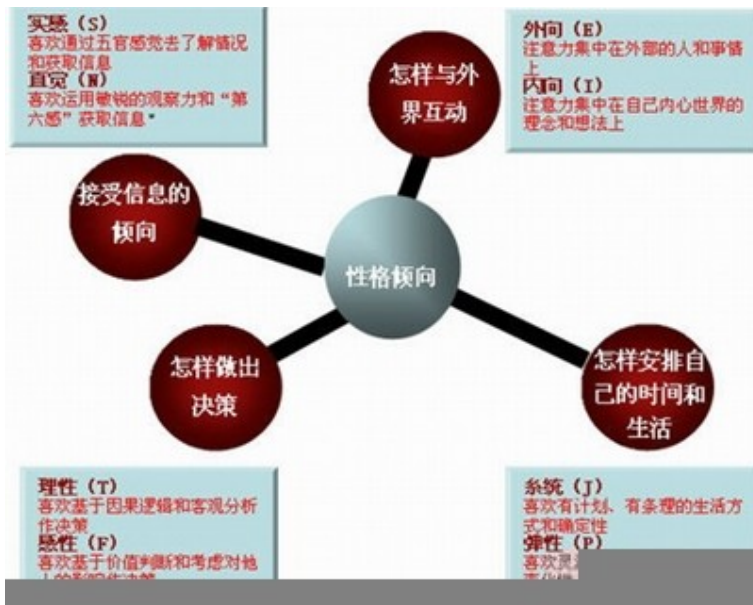 实感（S）
喜欢通过五官感觉去了解情况
和获取信息
直觉（N）
喜欢运用敏锐的观察力和“第
六感”获取信息"
外向（E）
注意力集中在外部的人和事情
上
内向（I）
注意力集中在自己内心世界的
理念和想法上
怎样与外
界互动
接受信息的
倾向
性格倾向
怎样做出
决策
怎样安排自
己的时间和
生活
理性（T）
喜欢基于因果逻辑和客观分析
作决策
感性（F）
喜欢基于价值判断和考虑对他
系统（J）
喜欢有计划、有条理的生活方
式和确定性
弹性（P）
喜欢灵